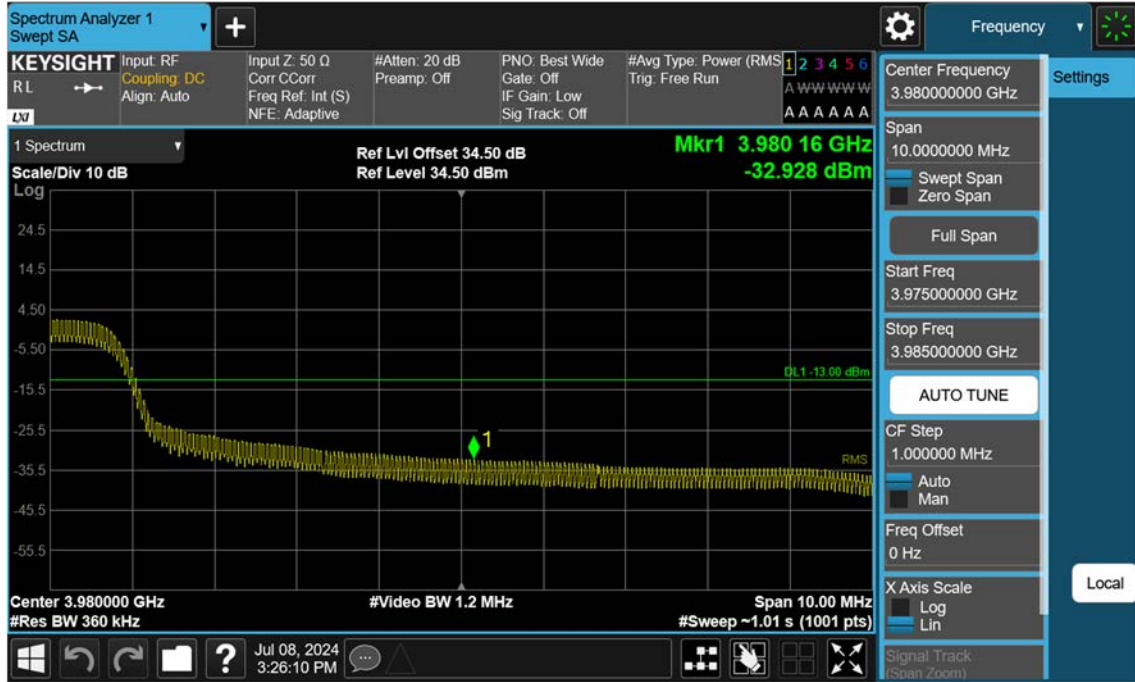 Spectrum Analyzer 1
Swept SA
+
Frequency
KEYSIGHT
R L
LXI
Input: RF
Coupling: DC
Align: Auto
Input Z: 50 Ω
Corr CCorr
Freq Ref: Int (S)
NFE: Adaptive
#Atten: 20 dB
Preamp: Off
PNO: Best Wide
Gate: Off
IF Gain: Low
Sig Track: Off
#Avg Type: Power (RMS
Trig: Free Run
1 2 3 4 5 6
A W W W W W
A A A A A A
1 Spectrum
Scale/Div 10 dB
Log
Ref Lvl Offset 34.50 dB
Ref Level 34.50 dBm
Mkr1 3.980 16 GHz
-32.928 dBm
24.5
14.5
4.50
-5.50
-15.5
-25.5
-35.5
-45.5
-55.5
DL1 -13.00 dBm
1
RMS
Center 3.980000 GHz
#Res BW 360 kHz
#Video BW 1.2 MHz
Span 10.00 MHz
#Sweep ~1.01 s (1001 pts)
?
Jul 08, 2024
3:26:10 PM
Center Frequency
3.980000000 GHz
Span
10.0000000 MHz
Swept Span
Zero Span
Full Span
Start Freq
3.975000000 GHz
Stop Freq
3.985000000 GHz
AUTO TUNE
CF Step
1.000000 MHz
Auto
Man
Freq Offset
0 Hz
X Axis Scale
Log
Lin
Signal Track
(Span Zoom)
Settings
Local